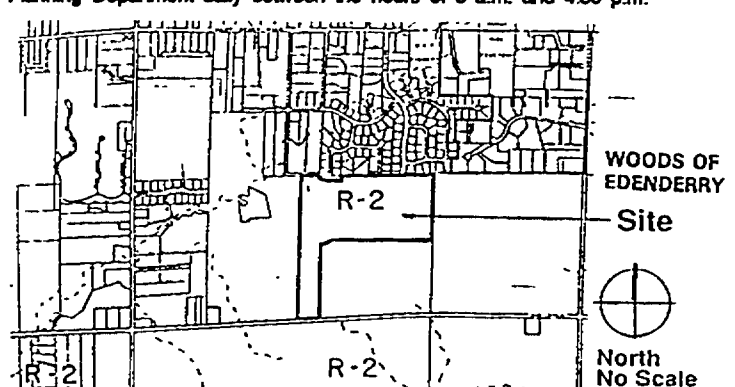 Planning Department daily between the hours of 8 a.m. and 4:30 p.m.
WOODS OF
EDENDERRY
R-2
Site
R-2
R-2
North
No Scale